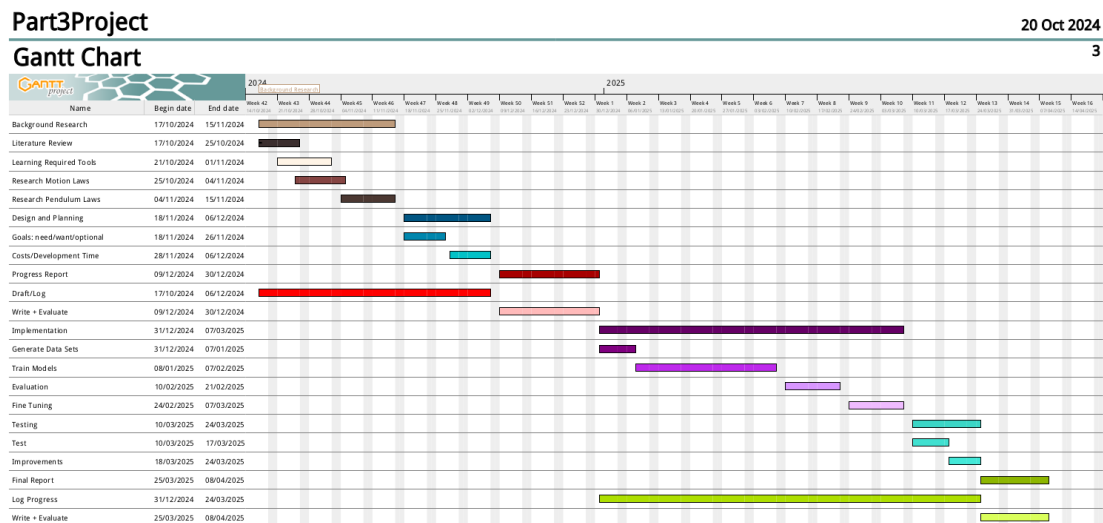 Part3Project
20 Oct 2024
Gantt Chart
3
GANTT project
2024
2025
Background Research
Week 42 Week 43 Week 44 Week 45 Week 46 Week 47 Week 48 Week 49 Week 50 Week 51 Week 52 Week 1 Week 2 Week 3 Week 4 Week 5 Week 6 Week 7 Week 8 Week 9 Week 10 Week 11 Week 12 Week 13 Week 14 Week 15 Week 16
Name Begin date End date
Background Research 17/10/2024 15/11/2024
Literature Review 17/10/2024 25/10/2024
Learning Required Tools 21/10/2024 01/11/2024
Research Motion Laws 25/10/2024 04/11/2024
Research Pendulum Laws 04/11/2024 15/11/2024
Design and Planning 18/11/2024 06/12/2024
Goals: need/want/optional 18/11/2024 26/11/2024
Costs/Development Time 28/11/2024 06/12/2024
Progress Report 09/12/2024 30/12/2024
Draft/Log 17/10/2024 06/12/2024
Write + Evaluate 09/12/2024 30/12/2024
Implementation 31/12/2024 07/03/2025
Generate Data Sets 31/12/2024 07/01/2025
Train Models 08/01/2025 07/02/2025
Evaluation 10/02/2025 21/02/2025
Fine Tuning 24/02/2025 07/03/2025
Testing 10/03/2025 24/03/2025
Test 10/03/2025 17/03/2025
Improvements 18/03/2025 24/03/2025
Final Report 25/03/2025 08/04/2025
Log Progress 31/12/2024 24/03/2025
Write + Evaluate 25/03/2025 08/04/2025